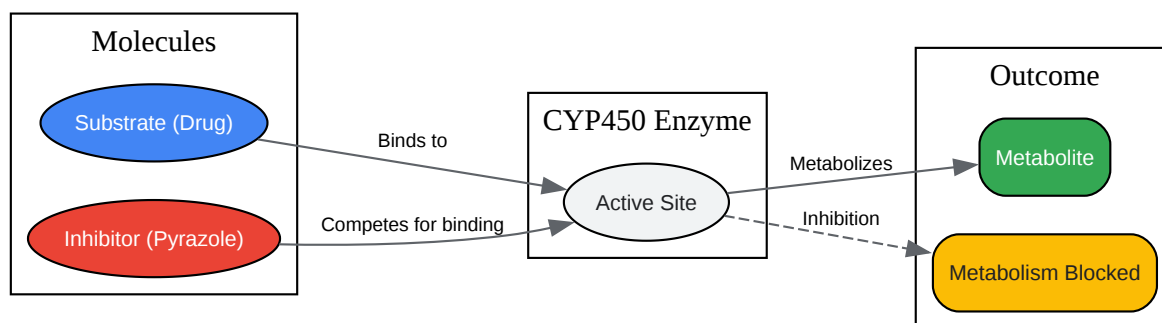 Molecules
Substrate (Drug)
Inhibitor (Pyrazole)
Binds to
Competes for binding
CYP450 Enzyme
Active Site
Metabolizes
Inhibition
Outcome
Metabolite
Metabolism Blocked